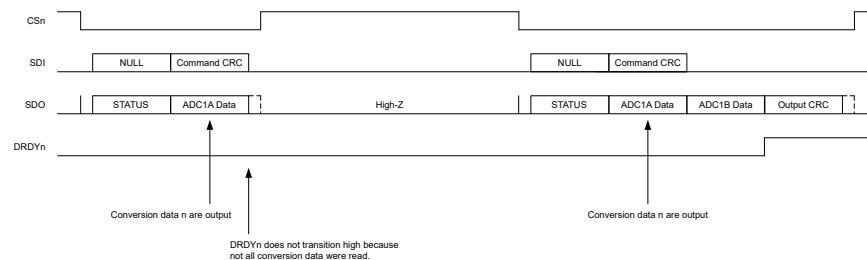 CSn
SDI NULL Command CRC NULL Command CRC
SDO STATUS ADC1A Data High-Z STATUS ADC1A Data ADC1B Data Output CRC
DRDYn
Conversion data n are output Conversion data n are output
DRDYn does not transition high because
not all conversion data were read.